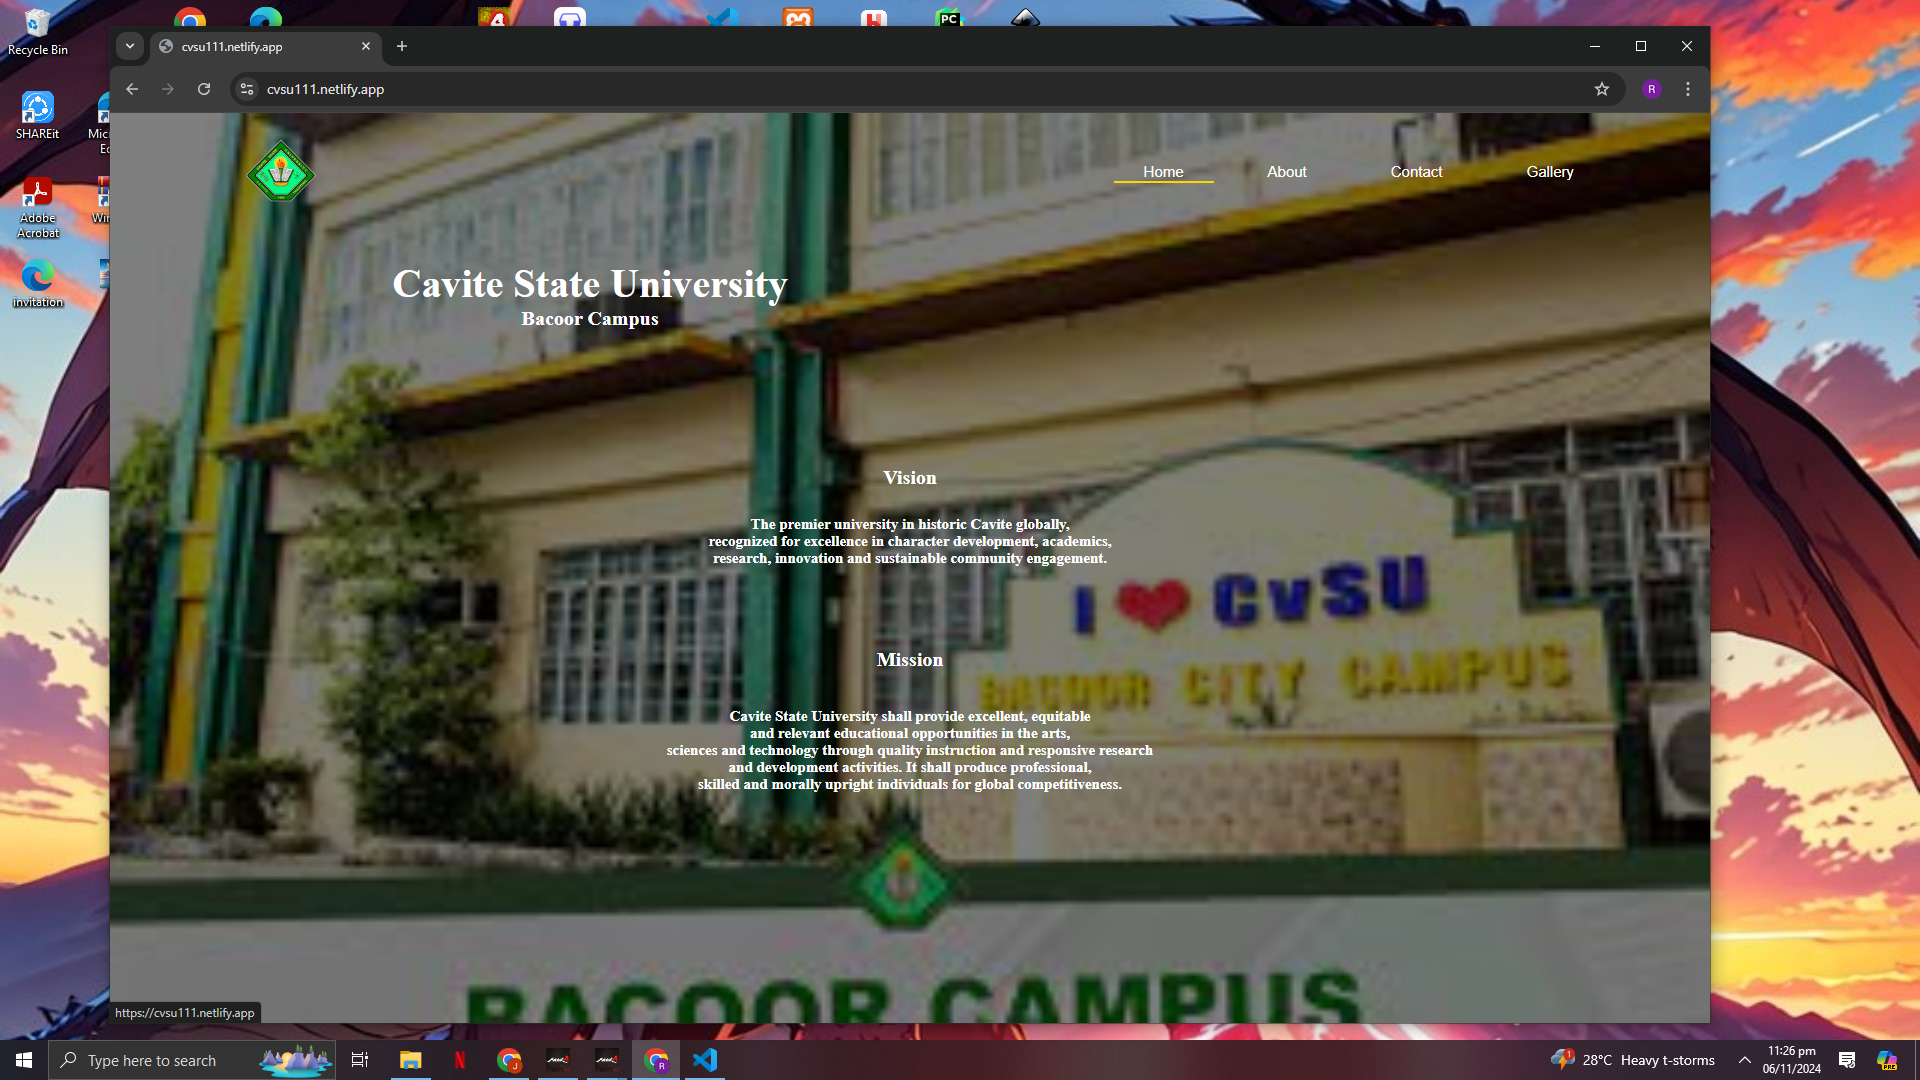 Recycle Bin
SHAREit
Adobe
Acrobat
invitation
cvsu111.netlify.app
cvsu111.netlify.app
R
PC
Home
About
Contact
Gallery
Cavite State University
Bacoor Campus
Vision
The premier university in historic Cavite globally,
recognized for excellence in character development, academics,
research, innovation and sustainable community engagement.
I ❤ CvSU
BACOOR CITY CAMPUS
Mission
Cavite State University shall provide excellent, equitable
and relevant educational opportunities in the arts,
sciences and technology through quality instruction and responsive research
and development activities. It shall produce professional,
skilled and morally upright individuals for global competitiveness.
BACOOR CAMPUS
https://cvsu111.netlify.app
Type here to search
28°C Heavy t-storms
11:26 pm
06/11/2024